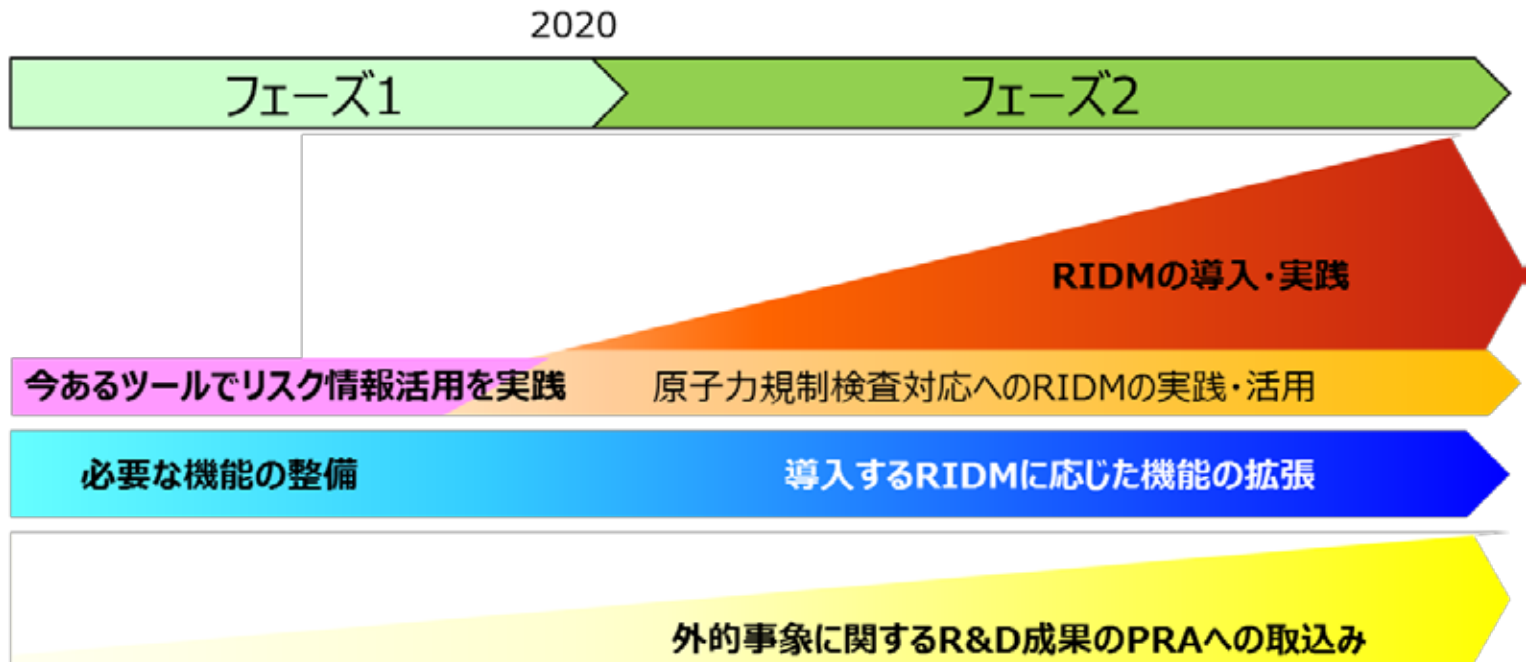 2020
フェーズ1
フェーズ2
RIDMの導入・実践
今あるツールでリスク情報活用を実践
原子力規制検査対応へのRIDMの実践・活用
必要な機能の整備
導入するRIDMに応じた機能の拡張
外的事象に関するR&D成果のPRAへの取込み